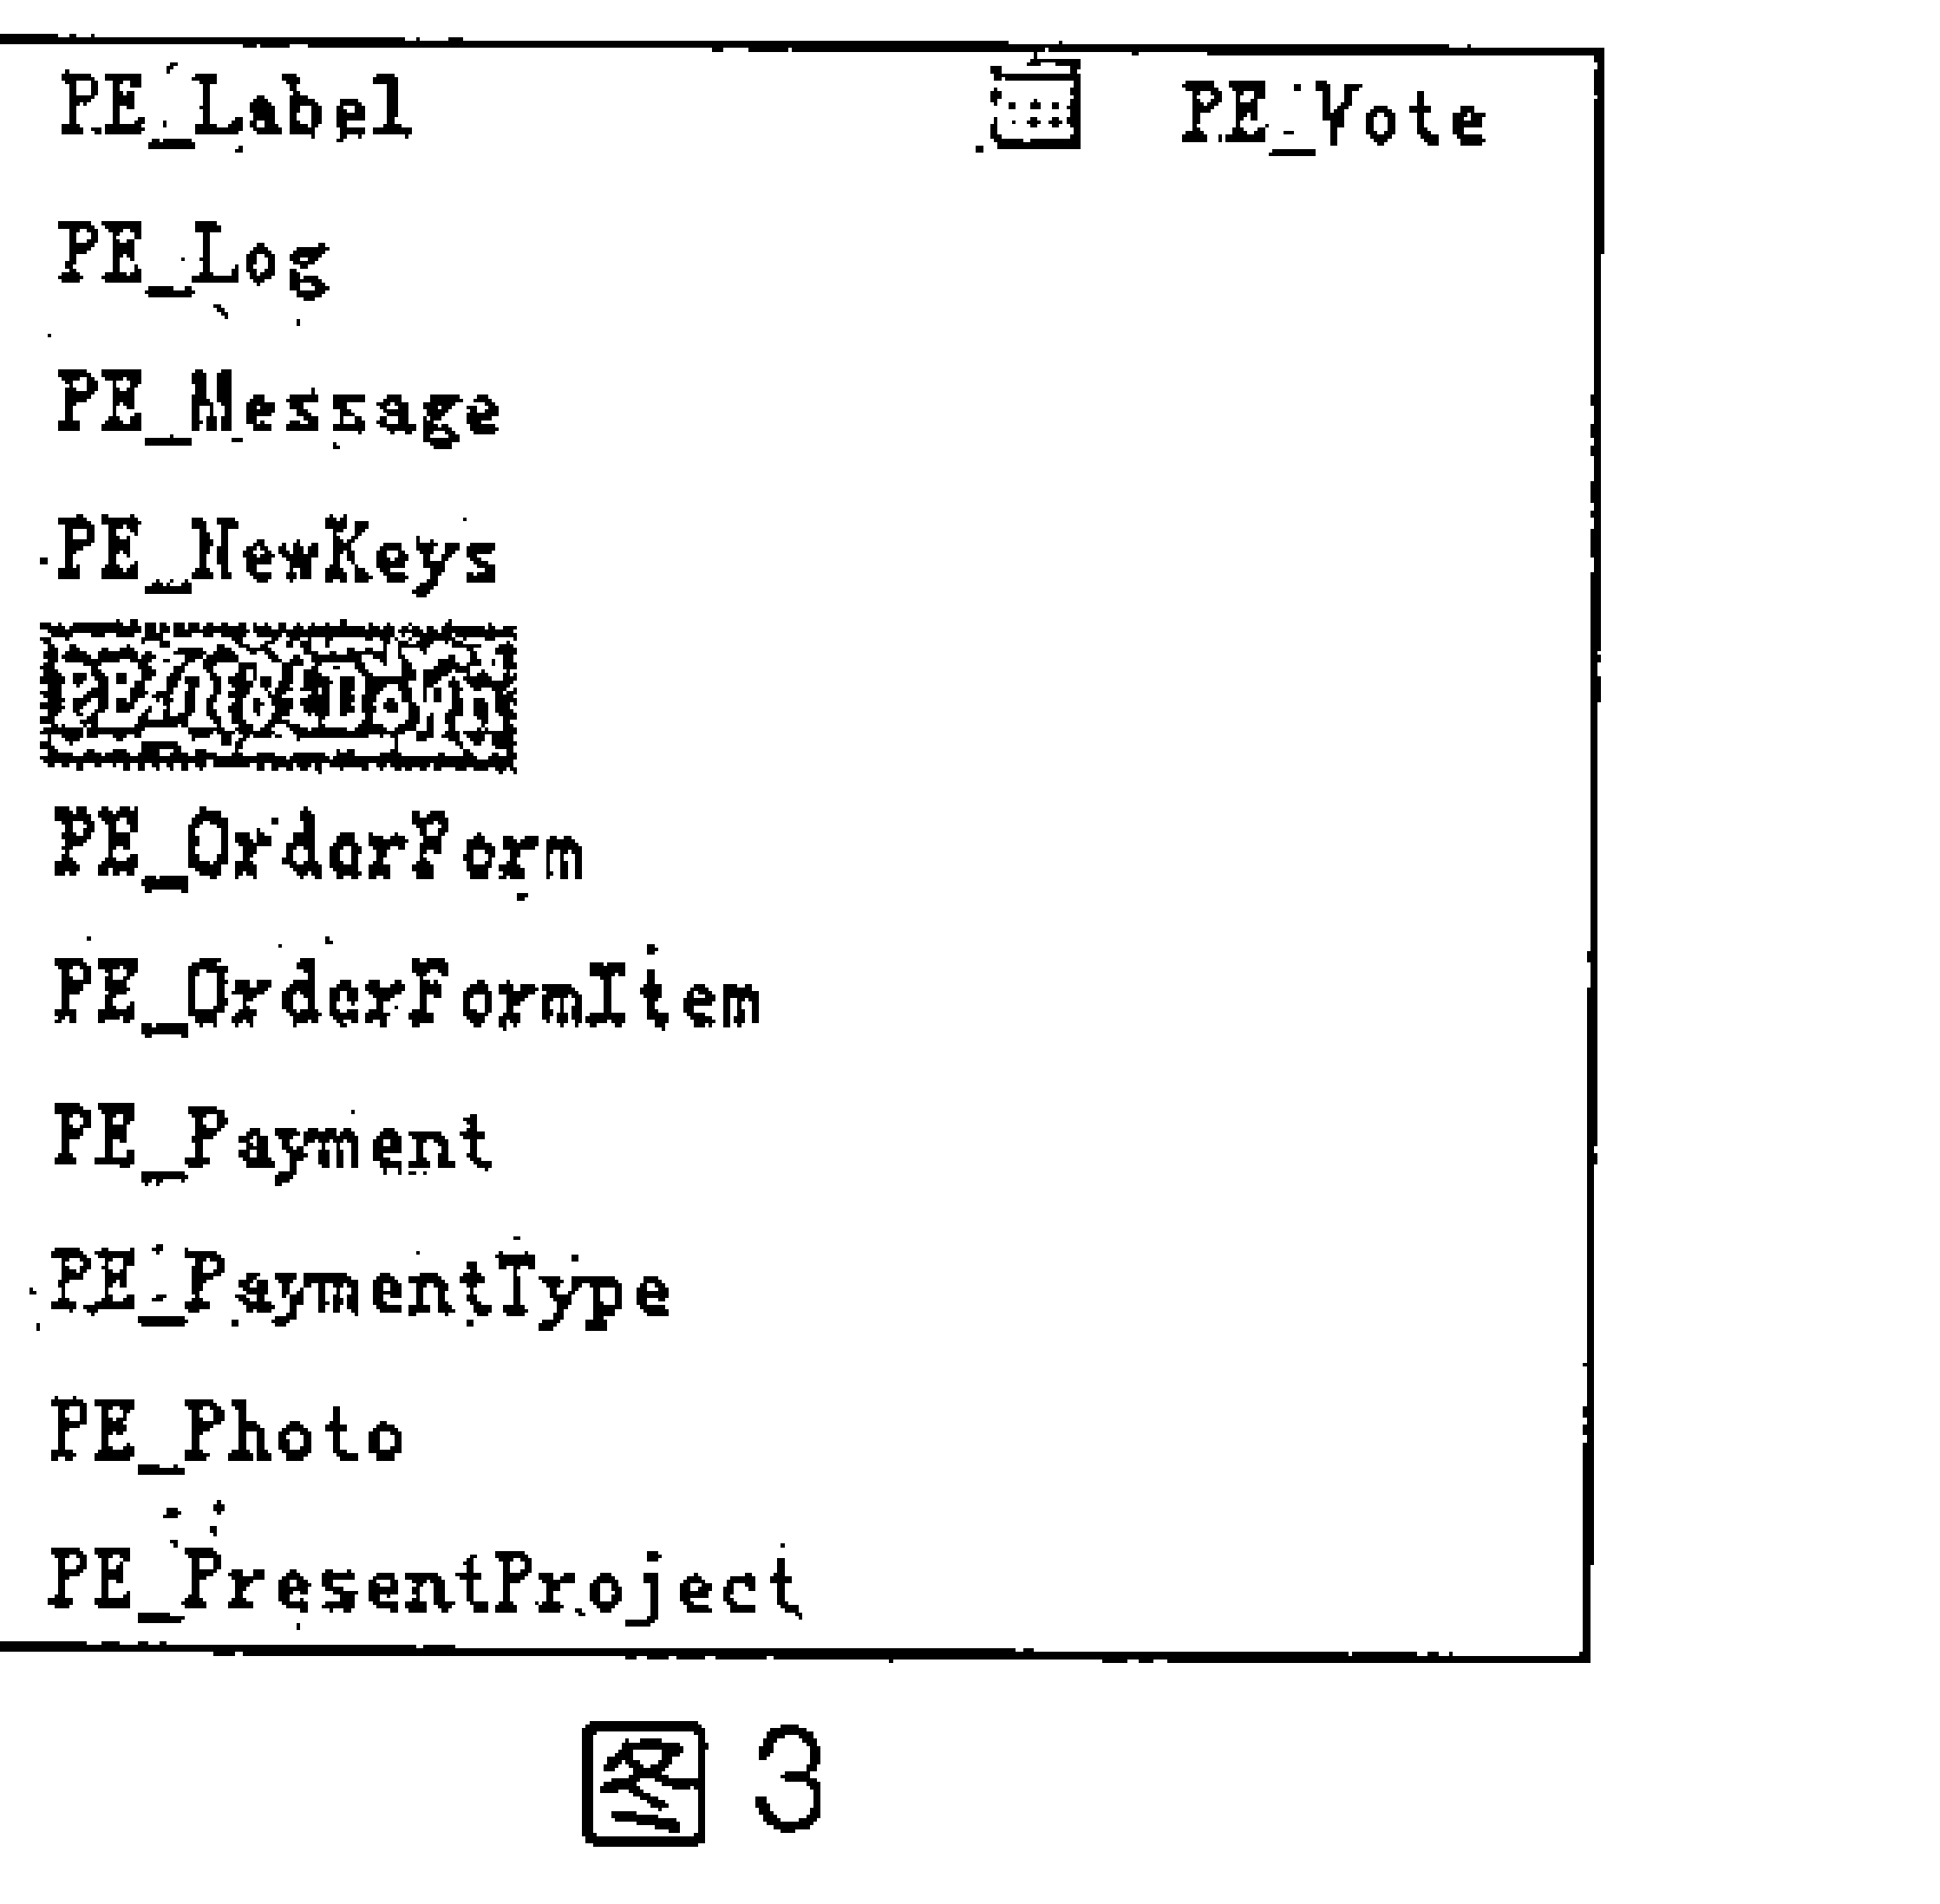 PE_Label PE_Vote
PE_Log
PE_Message
PE_NewKeys
PE_OrderForm
PE_OrderFormItem
PE_Payment
PE_PaymentType
PE_Photo
PE_PresentProject
图 3